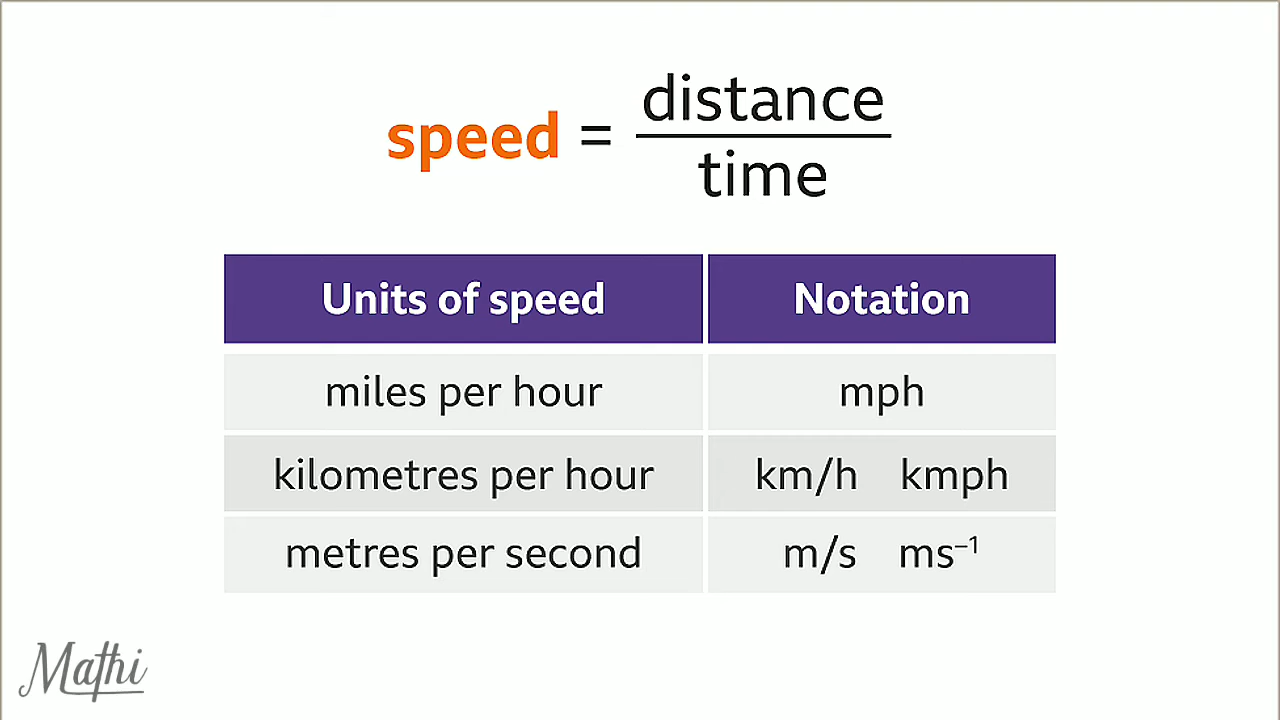 speed = distance
time
Units of speed Notation
miles per hour mph
kilometres per hour km/h kmph
metres per second m/s ms⁻¹
Mathi